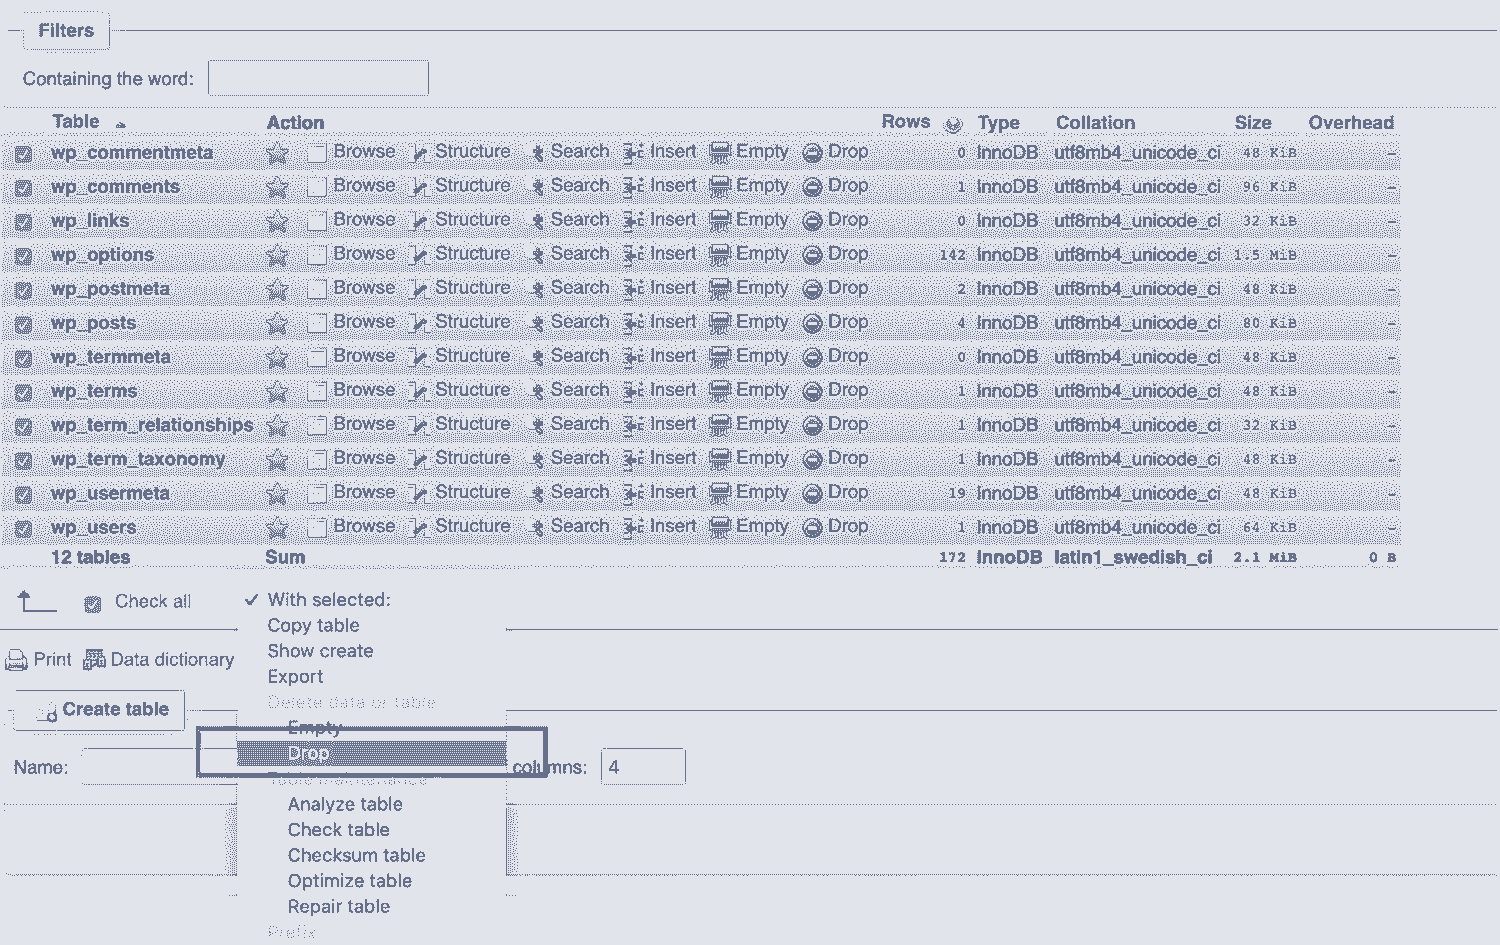 Filters
Containing the word:
Table Action Rows Type Collation Size Overhead
wp_commentmeta Browse Structure Search Insert Empty Drop 0 InnoDB utf8mb4_unicode_ci 48 KiB -
wp_comments Browse Structure Search Insert Empty Drop 1 InnoDB utf8mb4_unicode_ci 96 KiB -
wp_links Browse Structure Search Insert Empty Drop 0 InnoDB utf8mb4_unicode_ci 32 KiB -
wp_options Browse Structure Search Insert Empty Drop 142 InnoDB utf8mb4_unicode_ci 1.5 MiB -
wp_postmeta Browse Structure Search Insert Empty Drop 2 InnoDB utf8mb4_unicode_ci 48 KiB -
wp_posts Browse Structure Search Insert Empty Drop 4 InnoDB utf8mb4_unicode_ci 80 KiB -
wp_termmeta Browse Structure Search Insert Empty Drop 0 InnoDB utf8mb4_unicode_ci 48 KiB -
wp_terms Browse Structure Search Insert Empty Drop 1 InnoDB utf8mb4_unicode_ci 48 KiB -
wp_term_relationships Browse Structure Search Insert Empty Drop 1 InnoDB utf8mb4_unicode_ci 32 KiB -
wp_term_taxonomy Browse Structure Search Insert Empty Drop 1 InnoDB utf8mb4_unicode_ci 48 KiB -
wp_usermeta Browse Structure Search Insert Empty Drop 19 InnoDB utf8mb4_unicode_ci 48 KiB -
wp_users Browse Structure Search Insert Empty Drop 1 InnoDB utf8mb4_unicode_ci 64 KiB -
12 tables Sum 172 InnoDB latin1_swedish_ci 2.1 MiB 0 B
Check all ✓ With selected:
Copy table
Show create
Print Data dictionary
Export
Delete data or table
Create table
Empty
Drop
Name: columns: 4
Table maintenance
Analyze table
Check table
Checksum table
Optimize table
Repair table
Prefix